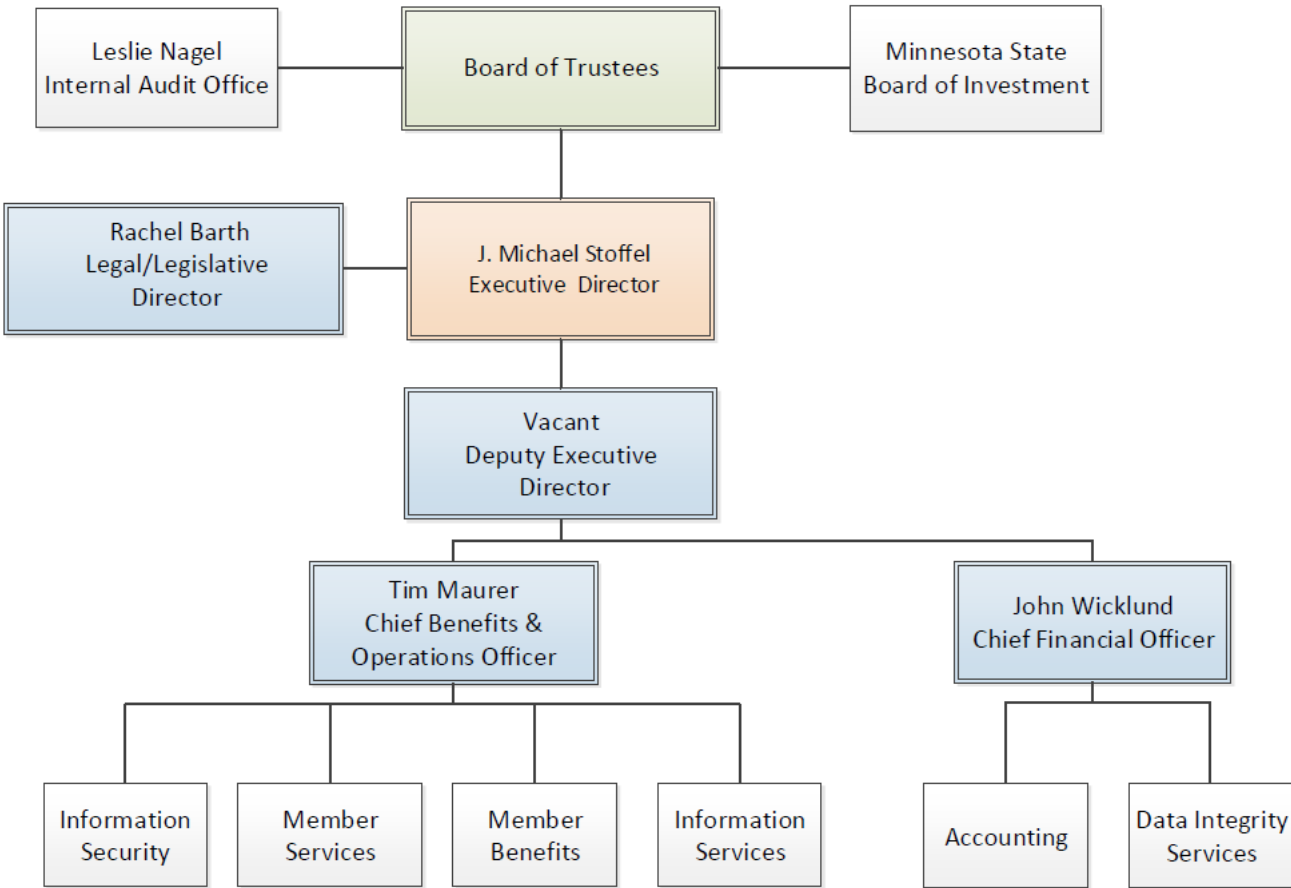 Leslie Nagel
Internal Audit Office
Board of Trustees
Minnesota State
Board of Investment
Rachel Barth
Legal/Legislative
Director
J. Michael Stoffel
Executive Director
Vacant
Deputy Executive
Director
Tim Maurer
Chief Benefits &
Operations Officer
John Wicklund
Chief Financial Officer
Information
Security
Member
Services
Member
Benefits
Information
Services
Accounting
Data Integrity
Services